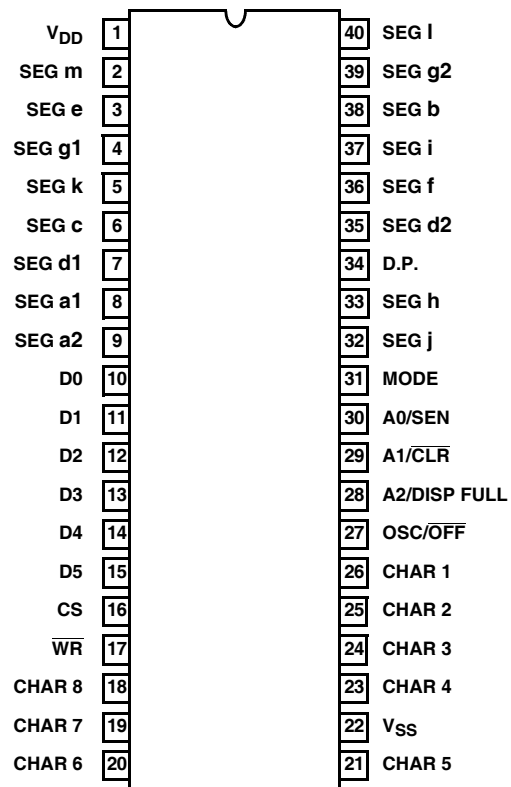 VDD 1 40 SEG l
SEG m 2 39 SEG g2
SEG e 3 38 SEG b
SEG g1 4 37 SEG i
SEG k 5 36 SEG f
SEG c 6 35 SEG d2
SEG d1 7 34 D.P.
SEG a1 8 33 SEG h
SEG a2 9 32 SEG j
D0 10 31 MODE
D1 11 30 A0/SEN
D2 12 29 A1/C̅L̅R̅
D3 13 28 A2/DISP FULL
D4 14 27 OSC/O̅F̅F̅
D5 15 26 CHAR 1
CS 16 25 CHAR 2
W̅R̅ 17 24 CHAR 3
CHAR 8 18 23 CHAR 4
CHAR 7 19 22 VSS
CHAR 6 20 21 CHAR 5